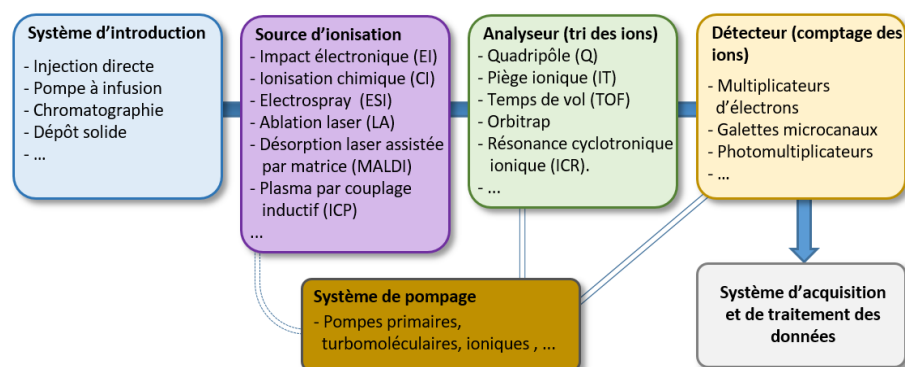 Système d’introduction
- Injection directe
- Pompe à infusion
- Chromatographie
- Dépôt solide
- ...
Source d’ionisation
- Impact électronique (EI)
- Ionisation chimique (CI)
- Electrospray (ESI)
- Ablation laser (LA)
- Désorption laser assistée
par matrice (MALDI)
- Plasma par couplage
inductif (ICP)
...
Analyseur (tri des ions)
- Quadripôle (Q)
- Piège ionique (IT)
- Temps de vol (TOF)
- Orbitrap
- Résonance cyclotronique
ionique (ICR).
- ...
Détecteur (comptage des
ions)
- Multiplicateurs
d’électrons
- Galettes microcanaux
- Photomultiplicateurs
- ...
Système de pompage
- Pompes primaires,
turbomoléculaires, ioniques , ...
Système d’acquisition
et de traitement des
données